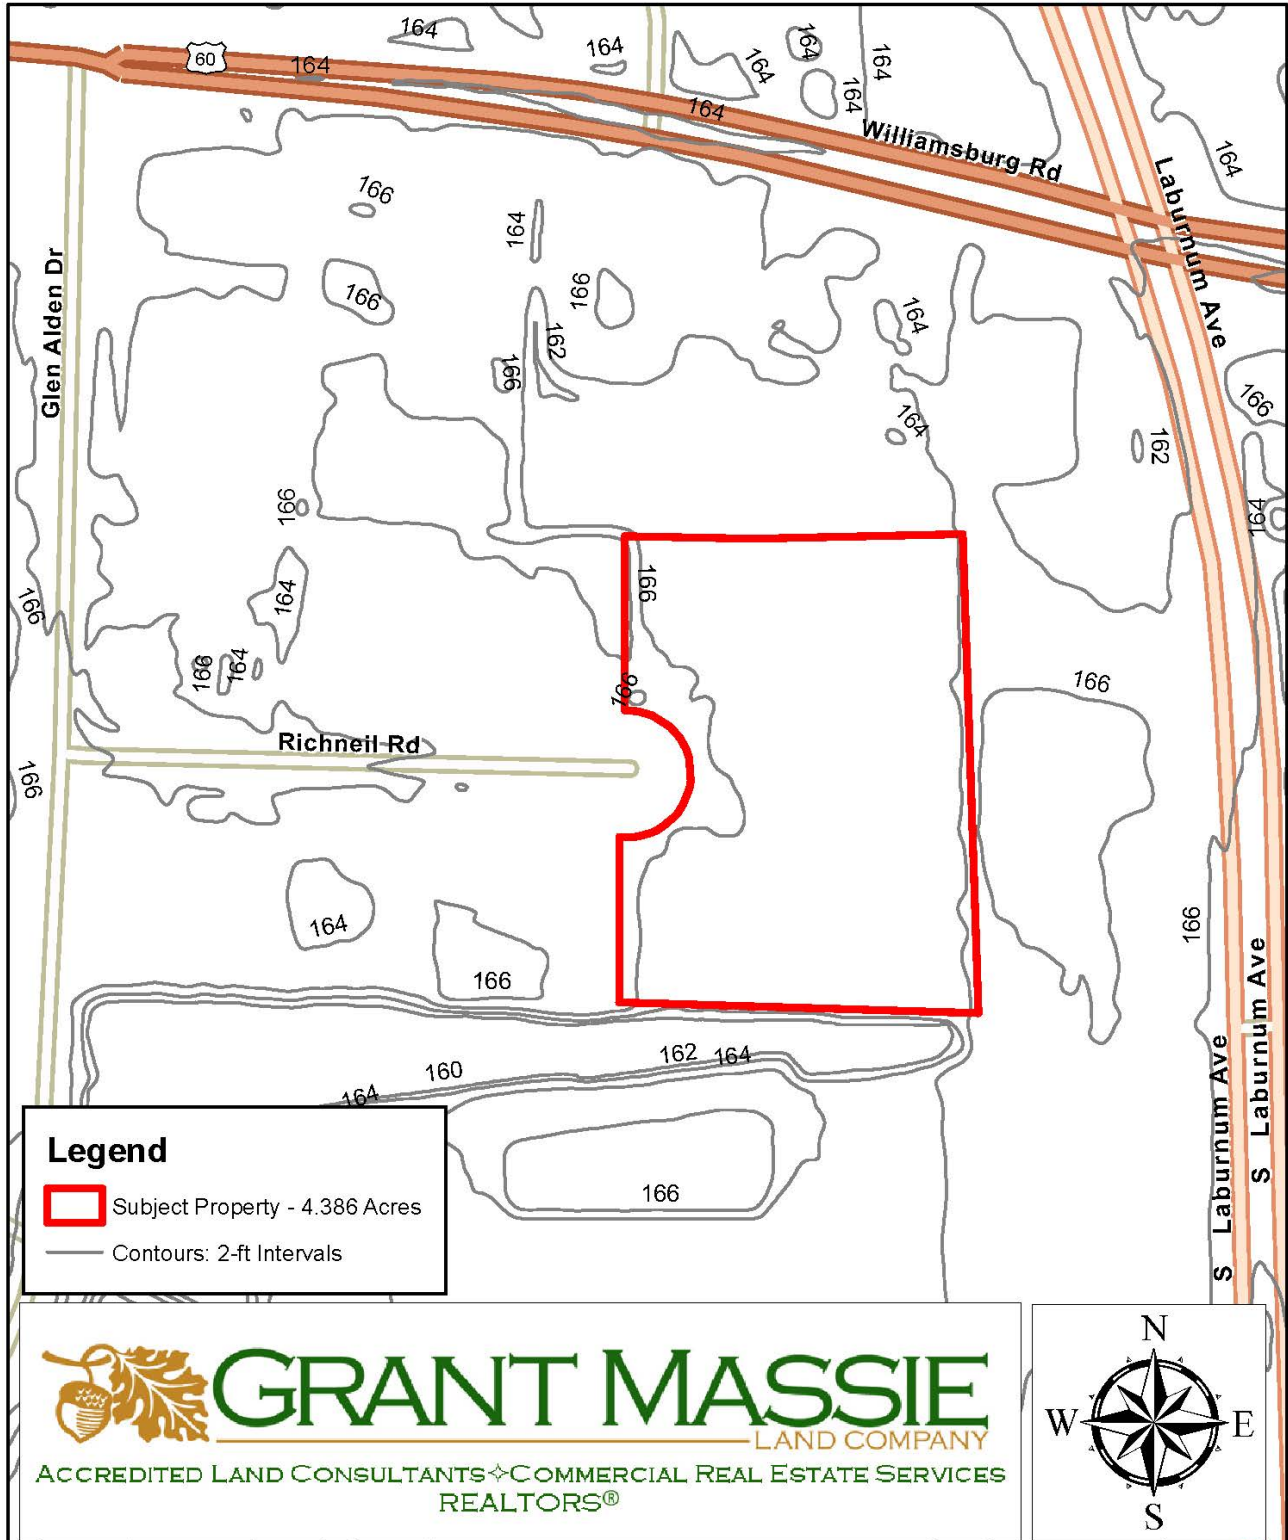 164
164
164
164
164
60
164
164
164
Williamsburg Rd
164
Laburnum Ave
166
164
Glen Alden Dr
166
166
164
162
166
166
164
162
166
164
166
164
166
166
166
164
166
166
Richneil Rd
166
166
164
166
S Laburnum Ave
S Laburnum Ave
160
162
164
164
166
Legend
Subject Property - 4.386 Acres
Contours: 2-ft Intervals
GRANT MASSIE
LAND COMPANY
ACCREDITED LAND CONSULTANTS✧COMMERCIAL REAL ESTATE SERVICES
REALTORS®
N
W
E
S